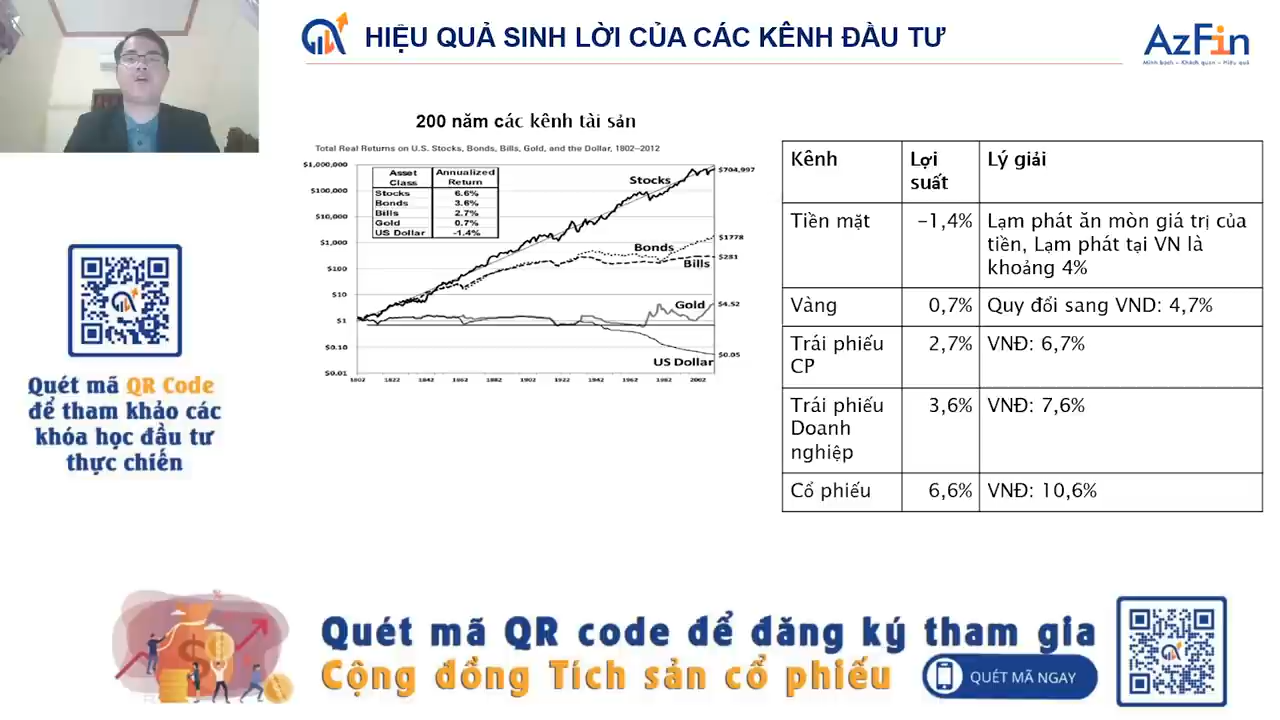 HIỆU QUẢ SINH LỜI CỦA CÁC KÊNH ĐẦU TƯ
AzFin
Minh bạch – Khách quan – Hiệu quả
200 năm các kênh tài sản
Total Real Returns on U.S. Stocks, Bonds, Bills, Gold, and the Dollar, 1802–2012
$1,000,000
$100,000
$10,000
$1,000
$100
$10
$1
$0.10
$0.01
Asset Class Annualized Return
Stocks 6.6%
Bonds 3.6%
Bills 2.7%
Gold 0.7%
US Dollar -1.4%
Stocks
$704,997
Bonds
$1778
Bills
$281
Gold
$4.52
US Dollar
$0.05
1802 1822 1842 1862 1882 1902 1922 1942 1962 1982 2002
Kênh Lợi suất Lý giải
Tiền mặt -1,4% Lạm phát ăn mòn giá trị của
tiền, Lạm phát tại VN là
khoảng 4%
Vàng 0,7% Quy đổi sang VND: 4,7%
Trái phiếu CP 2,7% VNĐ: 6,7%
Trái phiếu Doanh nghiệp 3,6% VNĐ: 7,6%
Cổ phiếu 6,6% VNĐ: 10,6%
Quét mã QR Code
để tham khảo các
khóa học đầu tư
thực chiến
Quét mã QR code để đăng ký tham gia
Cộng đồng Tích sản cổ phiếu
QUÉT MÃ NGAY